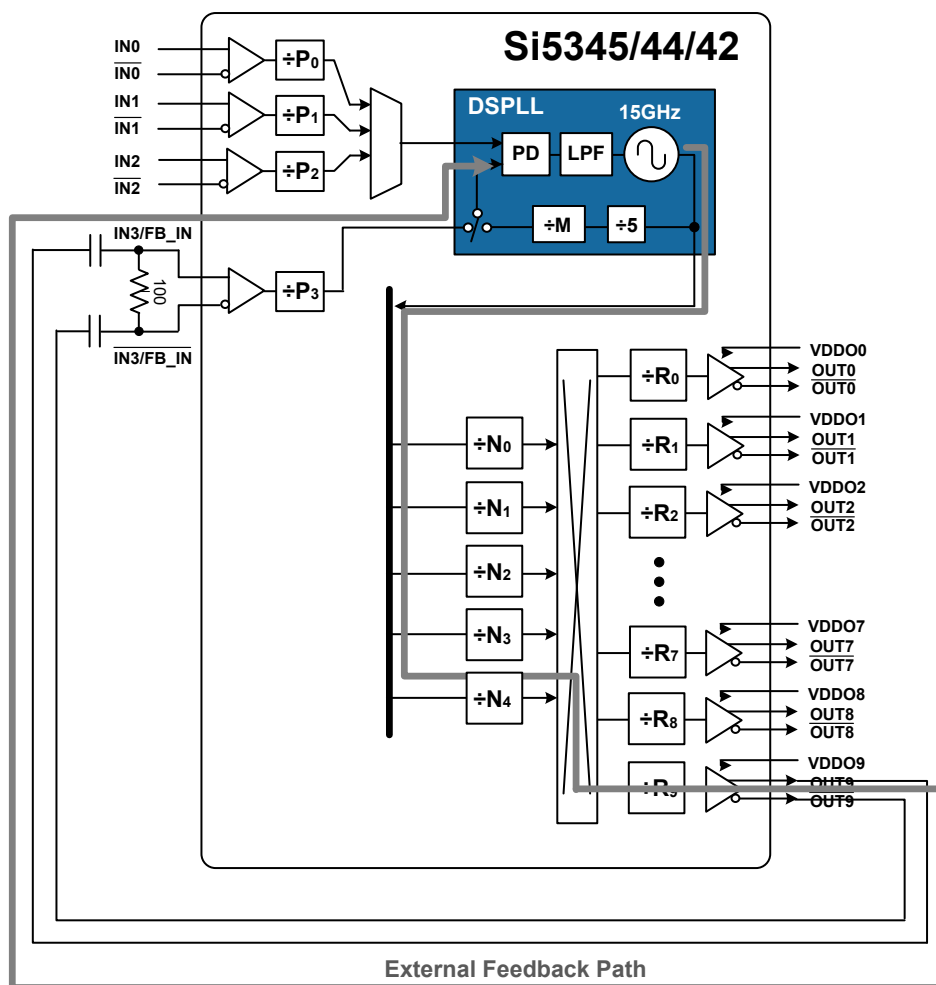 Si5345/44/42
IN0
IN0
÷P0
IN1
IN1
÷P1
IN2
IN2
÷P2
DSPLL
15GHz
PD
LPF
÷M
÷5
IN3/FB_IN
100
IN3/FB_IN
÷P3
÷N0
÷N1
÷N2
÷N3
÷N4
÷R0
VDDO0
OUT0
OUT0
÷R1
VDDO1
OUT1
OUT1
÷R2
VDDO2
OUT2
OUT2
÷R7
VDDO7
OUT7
OUT7
÷R8
VDDO8
OUT8
OUT8
÷R9
VDDO9
OUT9
OUT9
External Feedback Path